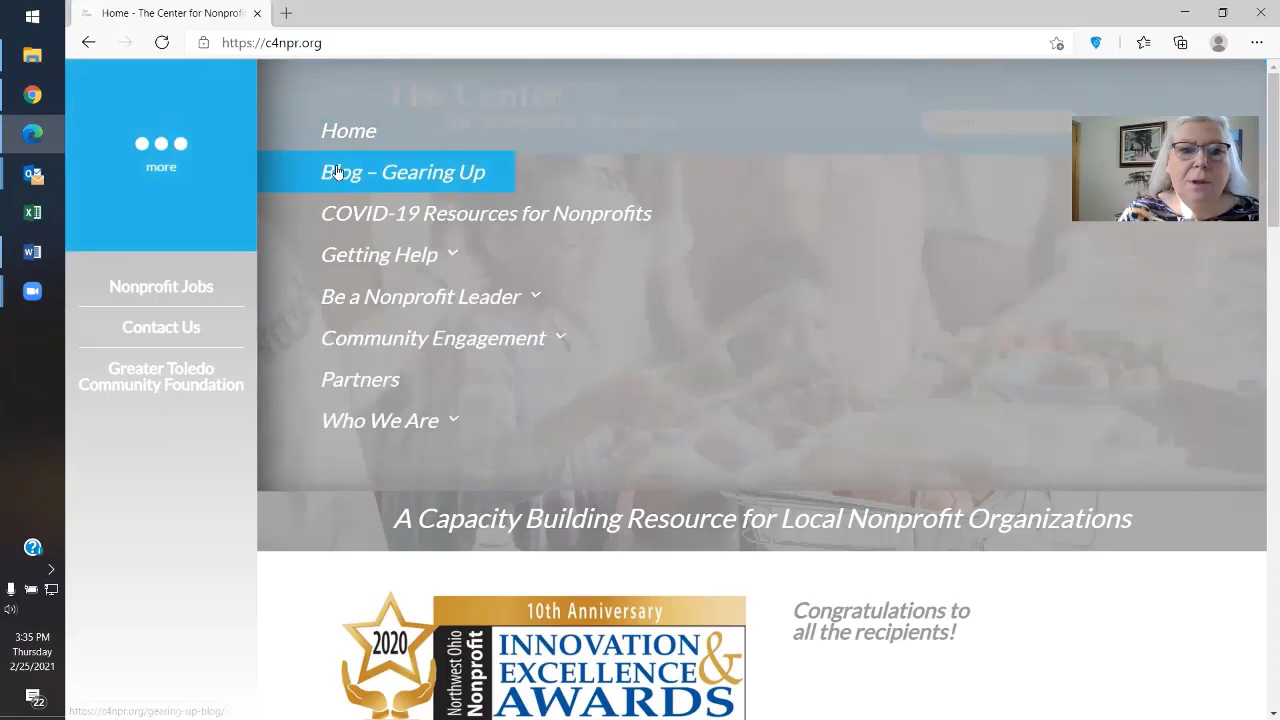 Home - The Center for Nonprofi
https://c4npr.org
more
Nonprofit Jobs
Contact Us
Greater Toledo
Community Foundation
The Center
Home
Blog – Gearing Up
COVID-19 Resources for Nonprofits
Getting Help
Be a Nonprofit Leader
Community Engagement
Partners
Who We Are
A Capacity Building Resource for Local Nonprofit Organizations
2020
10th Anniversary
Northwest Ohio
Nonprofit
INNOVATION &
EXCELLENCE
AWARDS
Congratulations to
all the recipients!
3:35 PM
Thursday
2/25/2021
22
https://c4npr.org/gearing-up-blog/